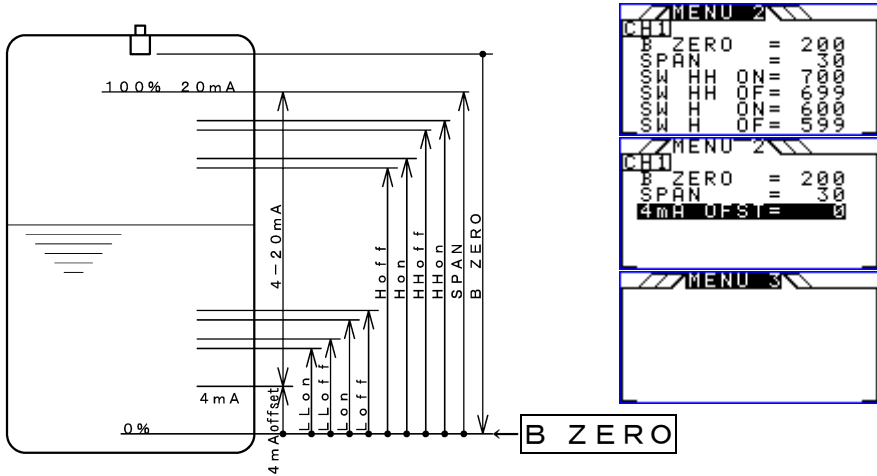 100% 20mA
4-20mA
Hoff
Hon
HHoff
HHon
SPAN
B ZERO
LLon
LLoff
Lon
Loff
4mA
4mAoffset
0%
B ZERO
MENU 2
CH1
B ZERO = 200
SPAN = 30
SW HH ON= 700
SW HH OF= 699
SW H ON= 600
SW H OF= 599
MENU 2
CH1
B ZERO = 200
SPAN = 30
4mA OFST= 0
MENU 3